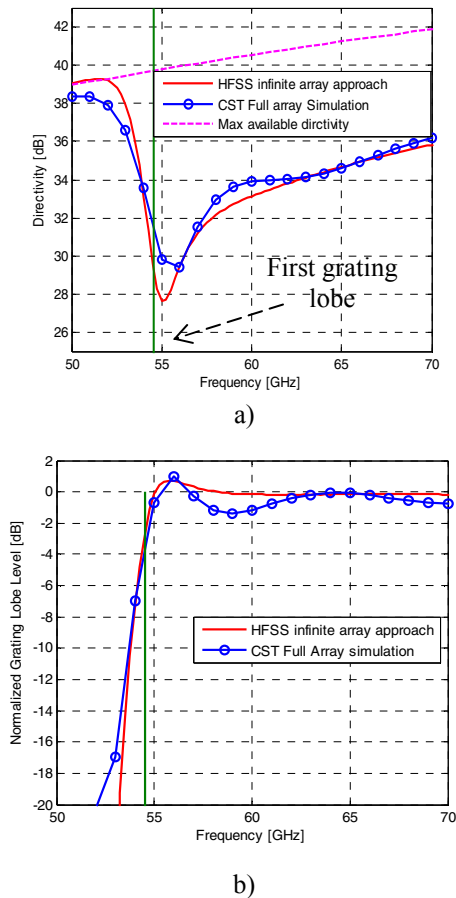 42
40
38
36
34
32
30
28
26
Directivity [dB]
HFSS infinite array approach
CST Full array Simulation
Max available dirctivity
First grating
lobe
50 55 60 65 70
Frequency [GHz]
a)
2
0
-2
-4
-6
-8
-10
-12
-14
-16
-18
-20
Normalized Grating Lobe Level [dB]
HFSS infinite array approach
CST Full Array simulation
50 55 60 65 70
Frequency [GHz]
b)